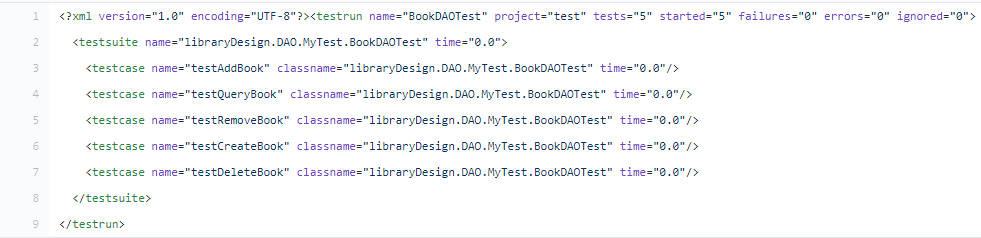 1 <?xml version="1.0" encoding="UTF-8"?><testrun name="BookDAOTest" project="test" tests="5" started="5" failures="0" errors="0" ignored="0">
2 <testsuite name="libraryDesign.DAO.MyTest.BookDAOTest" time="0.0">
3 <testcase name="testAddBook" classname="libraryDesign.DAO.MyTest.BookDAOTest" time="0.0"/>
4 <testcase name="testQueryBook" classname="libraryDesign.DAO.MyTest.BookDAOTest" time="0.0"/>
5 <testcase name="testRemoveBook" classname="libraryDesign.DAO.MyTest.BookDAOTest" time="0.0"/>
6 <testcase name="testCreateBook" classname="libraryDesign.DAO.MyTest.BookDAOTest" time="0.0"/>
7 <testcase name="testDeleteBook" classname="libraryDesign.DAO.MyTest.BookDAOTest" time="0.0"/>
8 </testsuite>
9 </testrun>